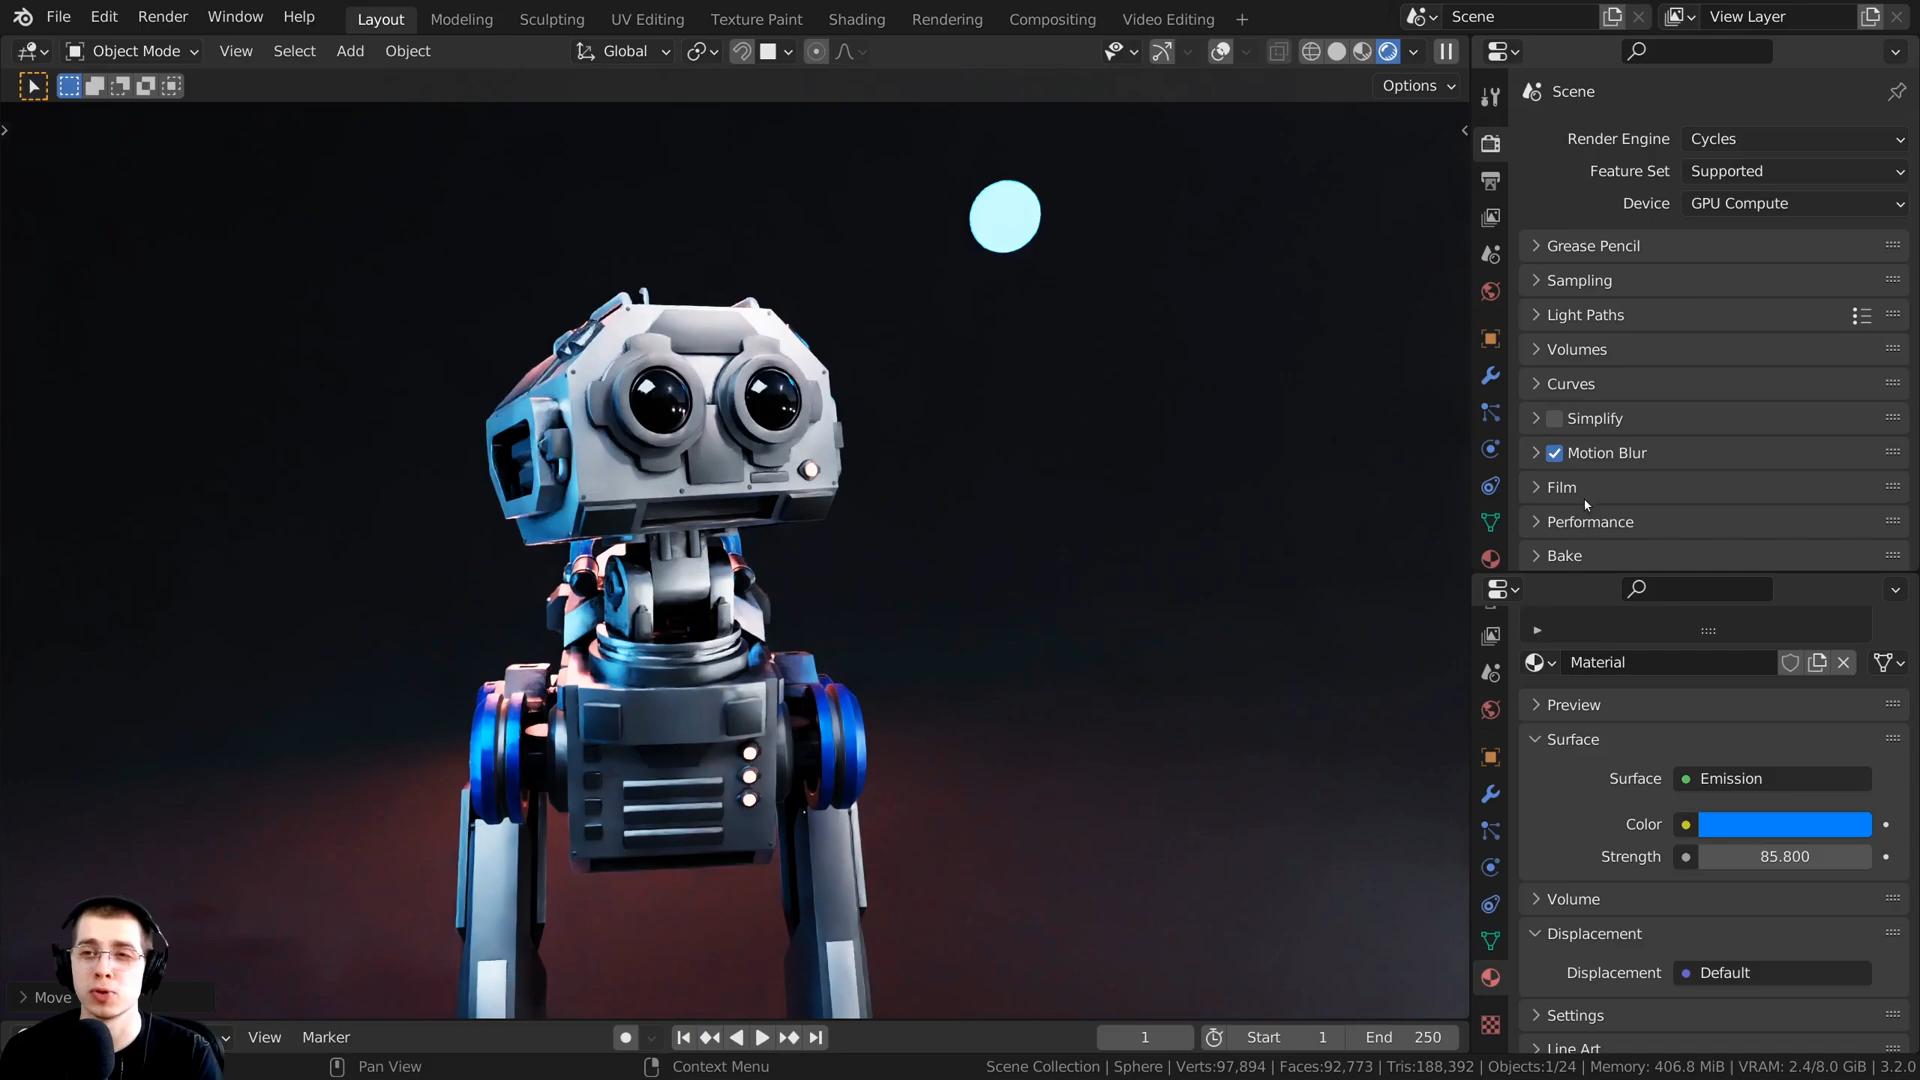 File Edit Render Window Help
Layout Modeling Sculpting UV Editing Texture Paint Shading Rendering Compositing Video Editing +
Scene
View Layer
Object Mode View Select Add Object
Global
Options
Scene
Render Engine Cycles
Feature Set Supported
Device GPU Compute
Grease Pencil
Sampling
Light Paths
Volumes
Curves
Simplify
Motion Blur
Film
Performance
Bake
Material
Preview
Surface
Surface Emission
Color
Strength 85.800
Volume
Displacement
Displacement Default
Settings
Line Art
Move
View Marker
1
Start 1
End 250
Pan View
Context Menu
Scene Collection | Sphere | Verts:97,894 | Faces:92,773 | Tris:188,392 | Objects:1/24 | Memory: 406.8 MiB | VRAM: 2.4/8.0 GiB | 3.2.0